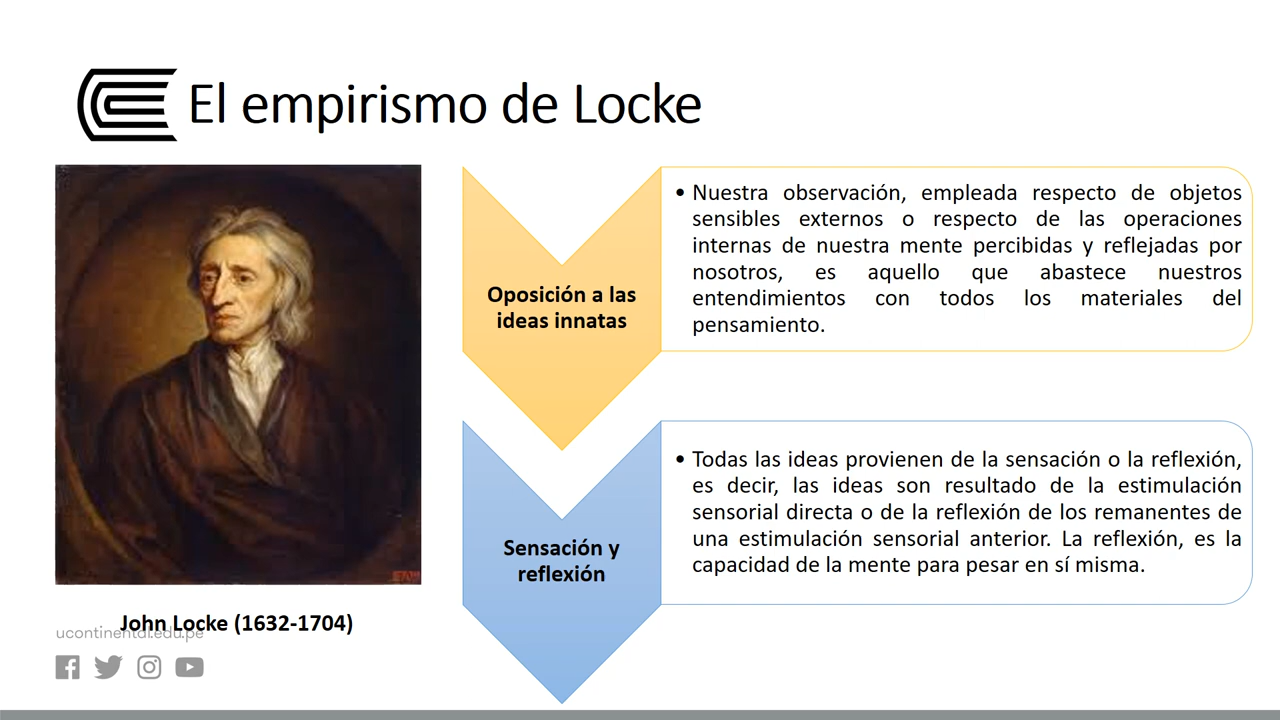 El empirismo de Locke
Oposición a las
ideas innatas
• Nuestra observación, empleada respecto de objetos
sensibles externos o respecto de las operaciones
internas de nuestra mente percibidas y reflejadas por
nosotros, es aquello que abastece nuestros
entendimientos con todos los materiales del
pensamiento.
Sensación y
reflexión
• Todas las ideas provienen de la sensación o la reflexión,
es decir, las ideas son resultado de la estimulación
sensorial directa o de la reflexión de los remanentes de
una estimulación sensorial anterior. La reflexión, es la
capacidad de la mente para pesar en sí misma.
John Locke (1632-1704)
ucontinental.edu.pe